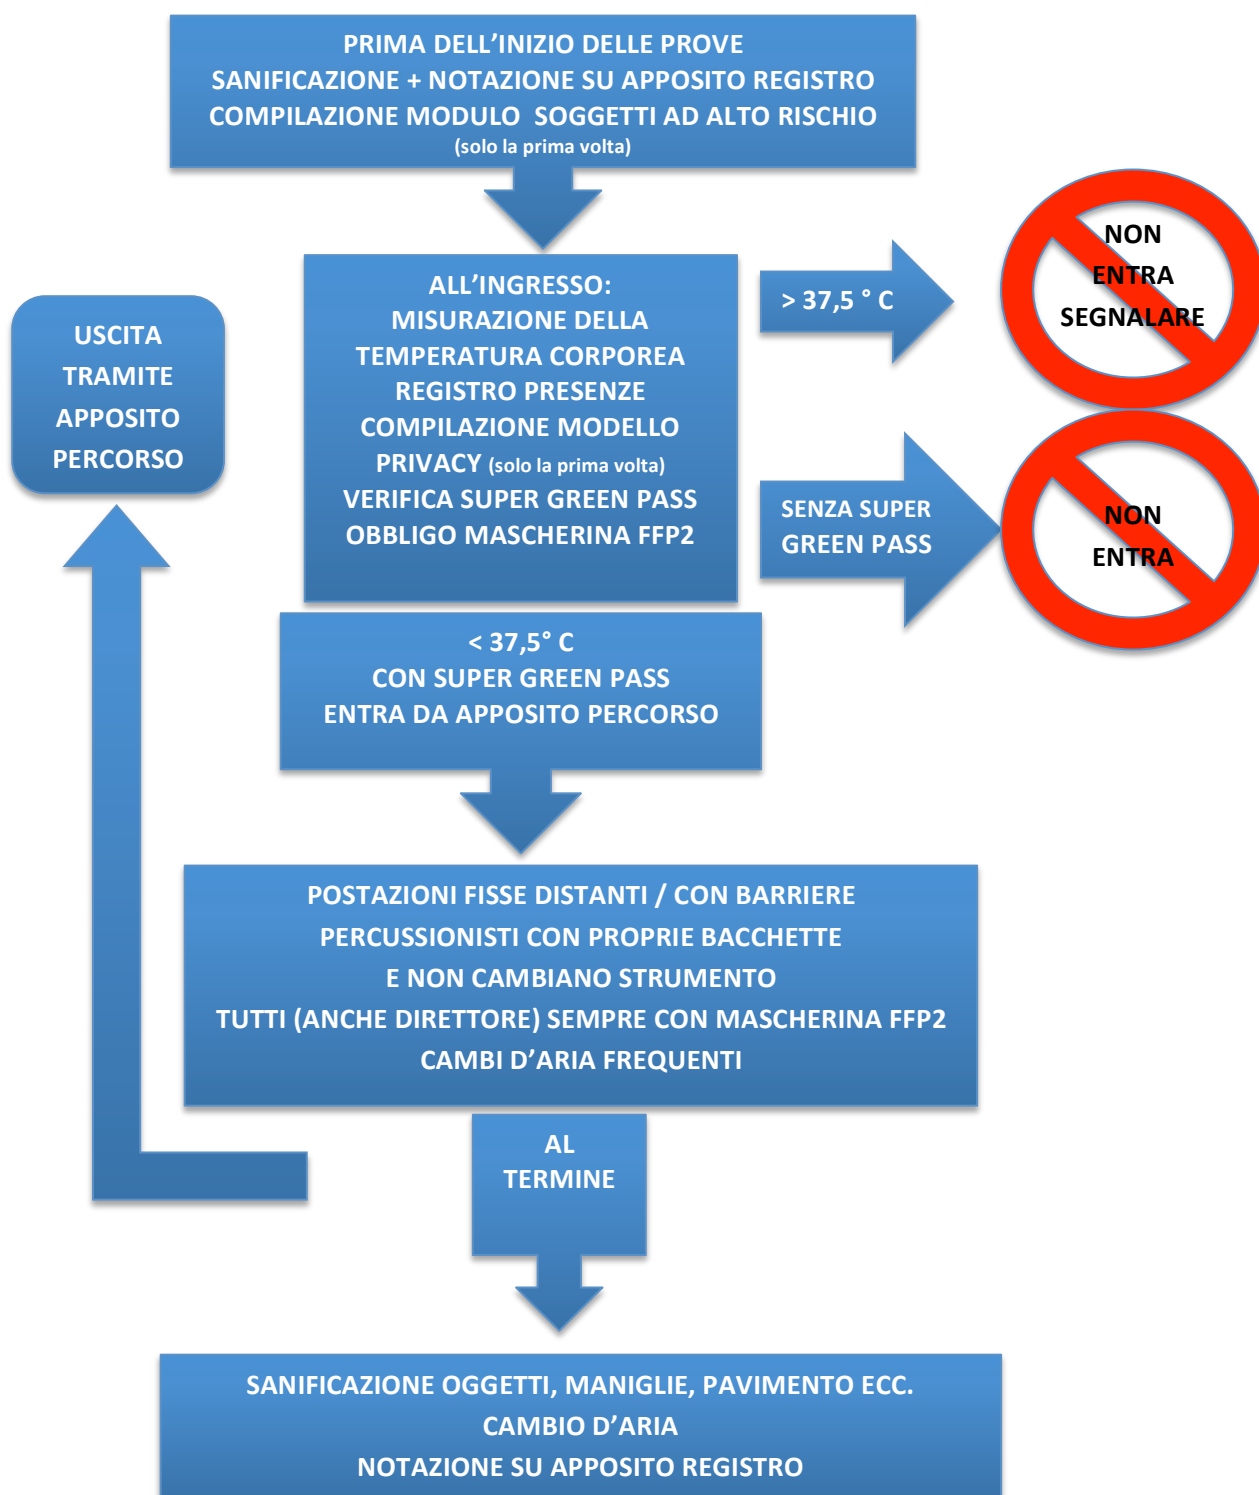 PRIMA DELL’INIZIO DELLE PROVE
SANIFICAZIONE + NOTAZIONE SU APPOSITO REGISTRO
COMPILAZIONE MODULO SOGGETTI AD ALTO RISCHIO
(solo la prima volta)
ALL’INGRESSO:
MISURAZIONE DELLA
TEMPERATURA CORPOREA
REGISTRO PRESENZE
COMPILAZIONE MODELLO
PRIVACY (solo la prima volta)
VERIFICA SUPER GREEN PASS
OBBLIGO MASCHERINA FFP2
> 37,5 ° C
NON
ENTRA
SEGNALARE
SENZA SUPER
GREEN PASS
NON
ENTRA
USCITA
TRAMITE
APPOSITO
PERCORSO
< 37,5° C
CON SUPER GREEN PASS
ENTRA DA APPOSITO PERCORSO
POSTAZIONI FISSE DISTANTI / CON BARRIERE
PERCUSSIONISTI CON PROPRIE BACCHETTE
E NON CAMBIANO STRUMENTO
TUTTI (ANCHE DIRETTORE) SEMPRE CON MASCHERINA FFP2
CAMBI D’ARIA FREQUENTI
AL
TERMINE
SANIFICAZIONE OGGETTI, MANIGLIE, PAVIMENTO ECC.
CAMBIO D’ARIA
NOTAZIONE SU APPOSITO REGISTRO